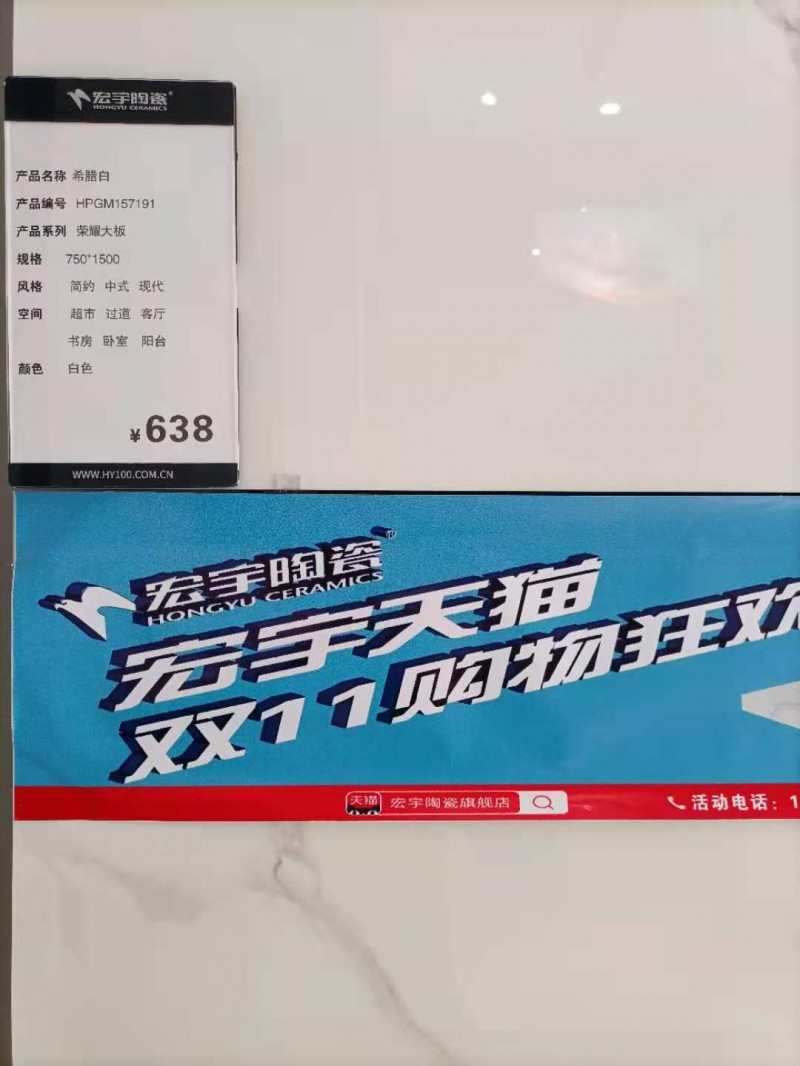 宏宇陶瓷®
HONGYU CERAMICS
产品名称 希腊白
产品编号 HPGM157191
产品系列 荣耀大板
规格 750*1500
风格 简约 中式 现代
空间 超市 过道 客厅
书房 卧室 阳台
颜色 白色
¥638
WWW.HY100.COM.CN
宏宇陶瓷
HONGYU CERAMICS
宏宇天猫
双11购物狂欢
天猫 宏宇陶瓷旗舰店
活动电话：1